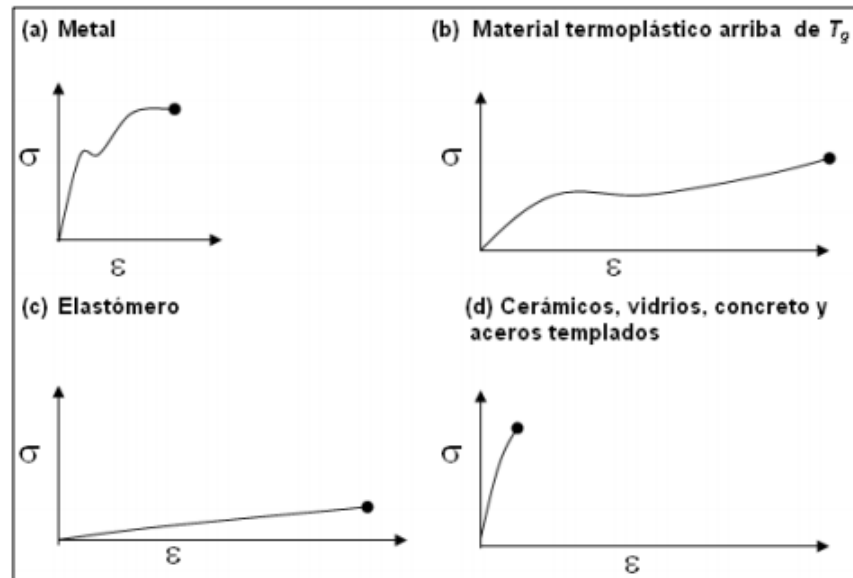 (a) Metal
(b) Material termoplástico arriba de Tg
σ
ε
σ
ε
(c) Elastómero
(d) Cerámicos, vidrios, concreto y
aceros templados
σ
ε
σ
ε